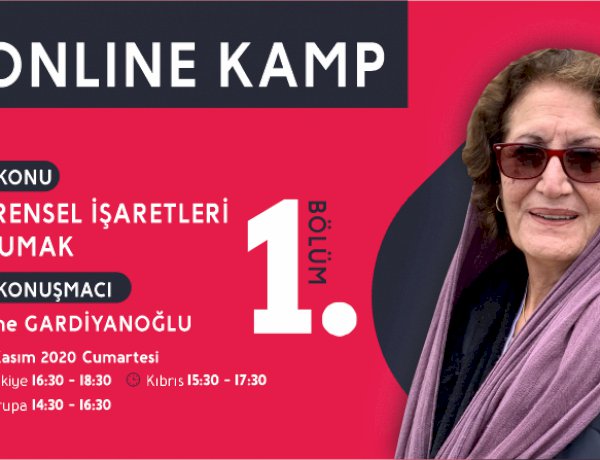 ONLINE KAMP
KONU
RENSEL İŞARETLERİ
UMAK
1.
BÖLÜM
KONUŞMACI
ne GARDİYANOĞLU
Kasım 2020 Cumartesi
kiye 16:30 - 18:30 Kıbrıs 15:30 - 17:30
rupa 14:30 - 16:30